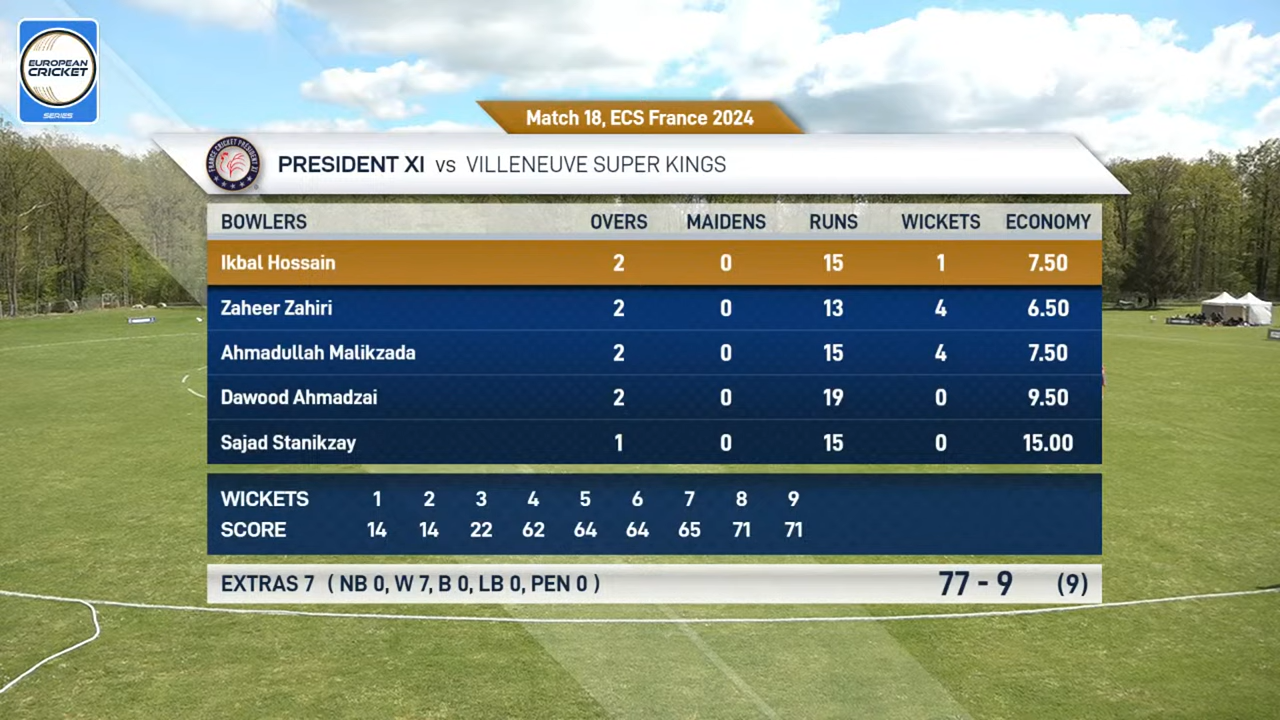 EUROPEAN
CRICKET
SERIES
Match 18, ECS France 2024
FRANCE CRICKET PRESIDENT XI
PRESIDENT XI vs VILLENEUVE SUPER KINGS
BOWLERS OVERS MAIDENS RUNS WICKETS ECONOMY
Ikbal Hossain 2 0 15 1 7.50
Zaheer Zahiri 2 0 13 4 6.50
Ahmadullah Malikzada 2 0 15 4 7.50
Dawood Ahmadzai 2 0 19 0 9.50
Sajad Stanikzay 1 0 15 0 15.00
WICKETS 1 2 3 4 5 6 7 8 9
SCORE 14 14 22 62 64 64 65 71 71
EXTRAS 7 ( NB 0, W 7, B 0, LB 0, PEN 0 ) 77 - 9 (9)